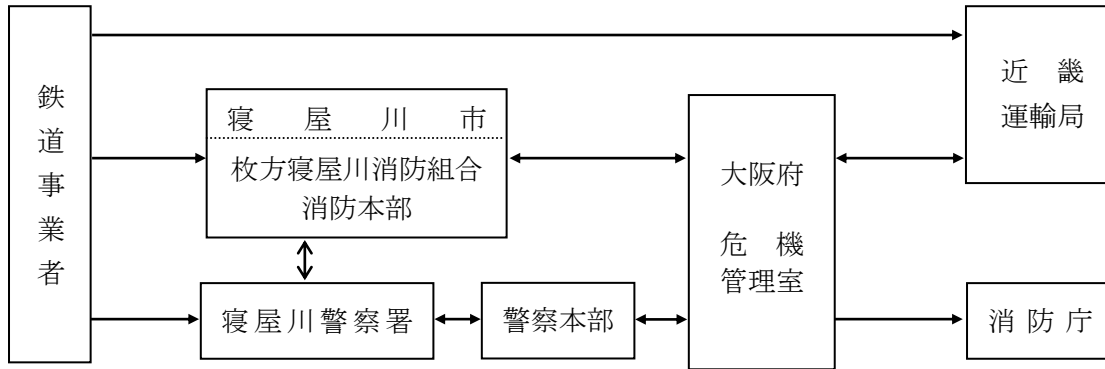 鉄道事業者
寝屋川市
枚方寝屋川消防組合
消防本部
寝屋川警察署
警察本部
大阪府
危機
管理室
近畿
運輸局
消防庁